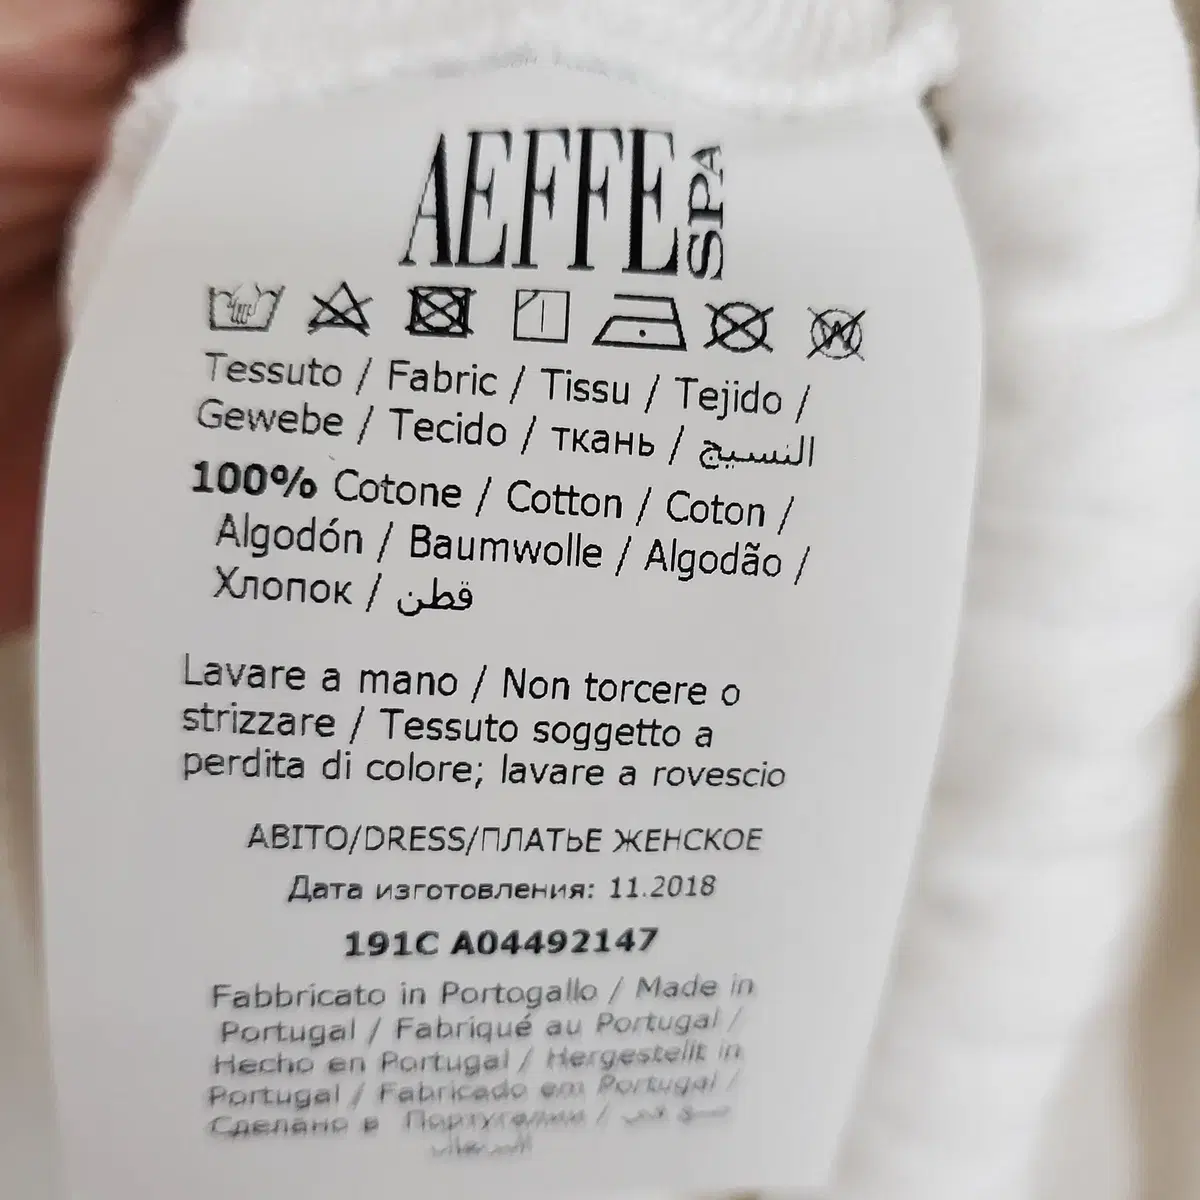 AEFFE SPA
Tessuto / Fabric / Tissu / Tejido /
Gewebe / Tecido / ткань / النسيج
100% Cotone / Cotton / Coton /
Algodón / Baumwolle / Algodão /
Хлопок / قطن
Lavare a mano / Non torcere o
strizzare / Tessuto soggetto a
perdita di colore; lavare a rovescio
ABITO/DRESS/ПЛАТЬЕ ЖЕНСКОЕ
Дата изготовления: 11.2018
191C A04492147
Fabbricato in Portogallo / Made in
Portugal / Fabriqué au Portugal /
Hecho en Portugal / Hergestellt in
Portugal / Fabricado em Portugal /
Сделано в Португалии /